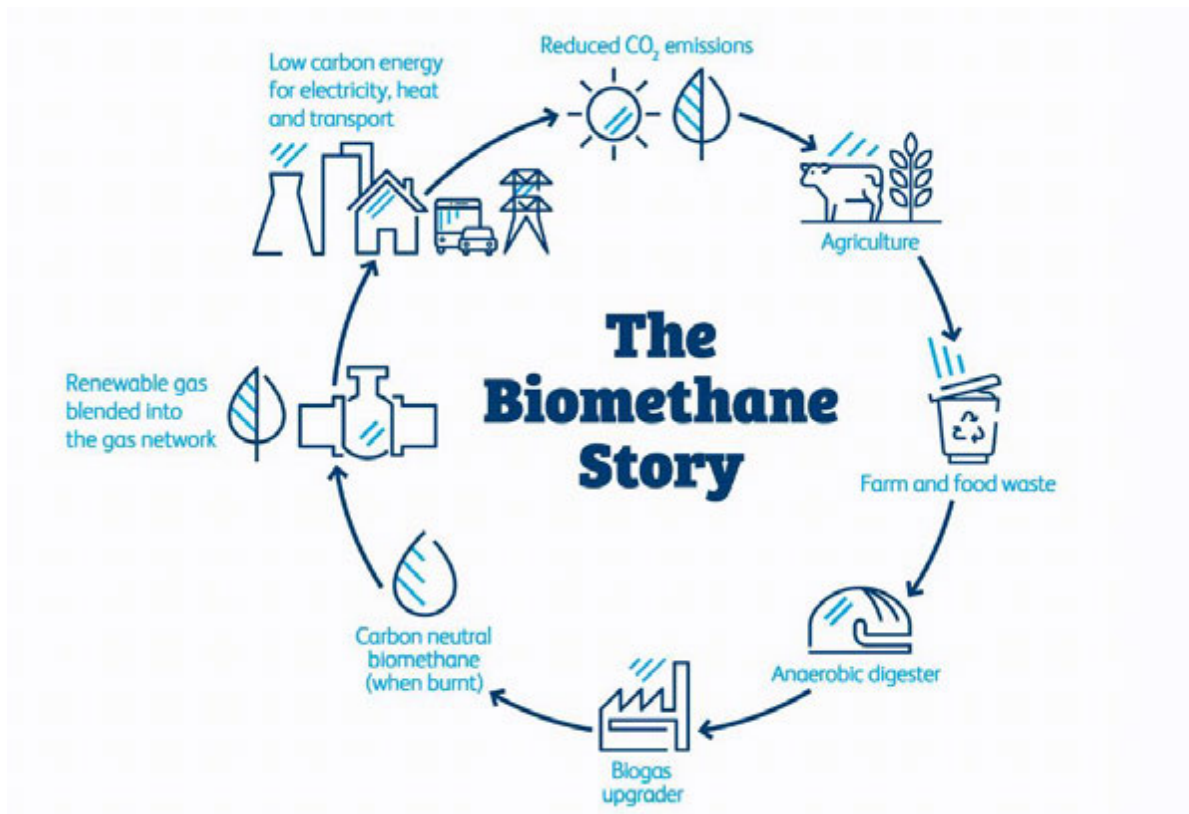 Reduced CO₂ emissions
Low carbon energy
for electricity, heat
and transport
Agriculture
The
Biomethane
Story
Renewable gas
blended into
the gas network
Farm and food waste
Carbon neutral
biomethane
(when burnt)
Anaerobic digester
Biogas
upgrader